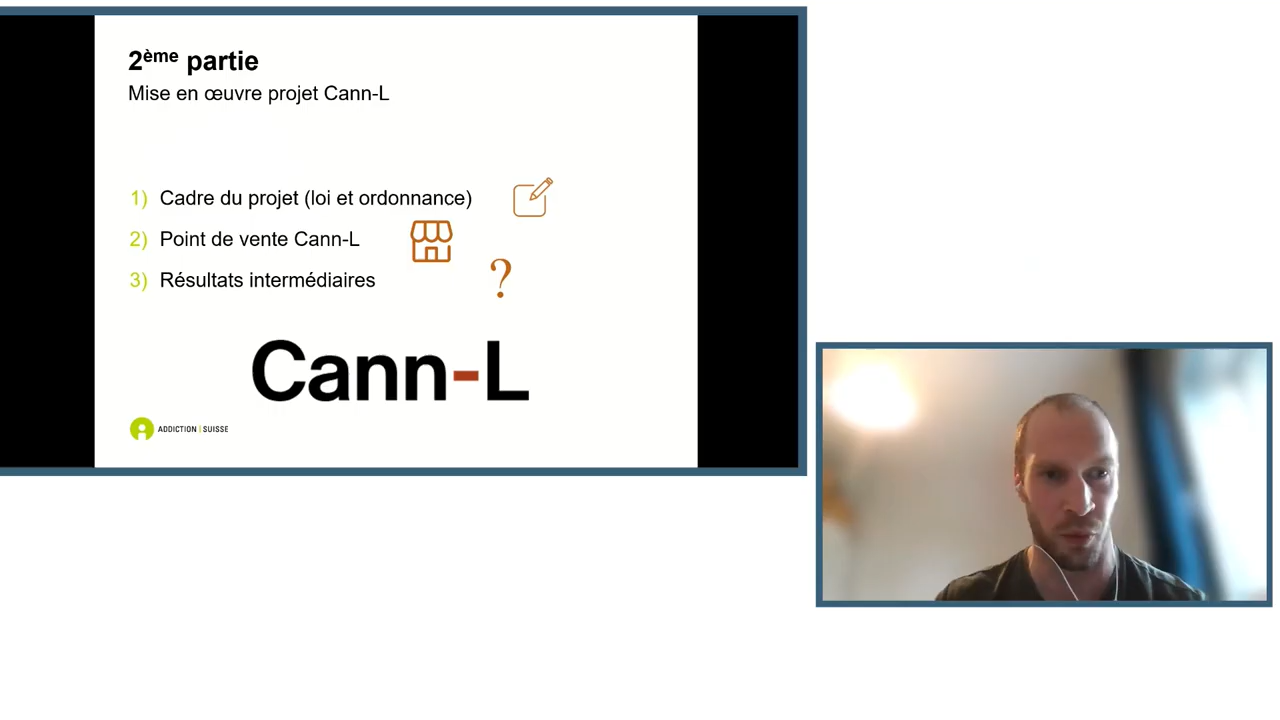 2ème partie
Mise en œuvre projet Cann-L
1) Cadre du projet (loi et ordonnance)
2) Point de vente Cann-L
3) Résultats intermédiaires
?
Cann-L
ADDICTION | SUISSE